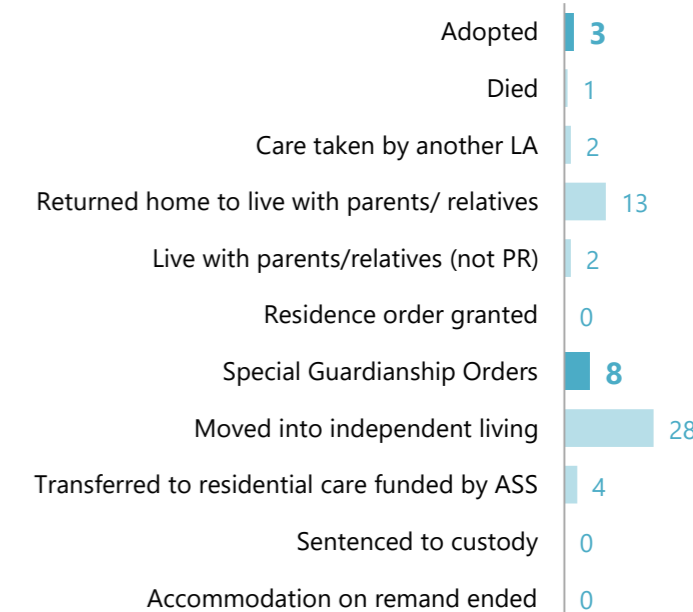 Adopted 3
Died 1
Care taken by another LA 2
Returned home to live with parents/ relatives 13
Live with parents/relatives (not PR) 2
Residence order granted 0
Special Guardianship Orders 8
Moved into independent living 28
Transferred to residential care funded by ASS 4
Sentenced to custody 0
Accommodation on remand ended 0